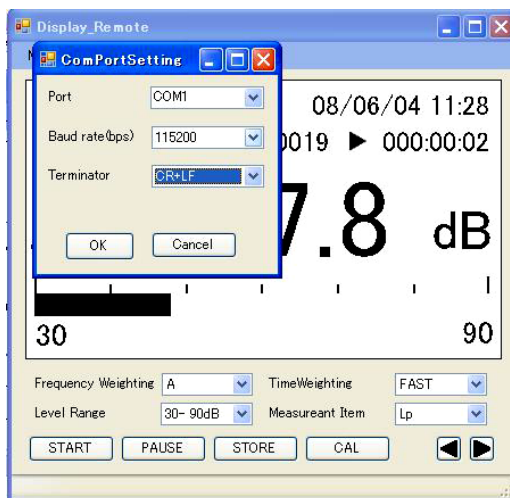 Display_Remote
ComPortSetting
Port COM1
Baud rate(bps) 115200
Terminator CR+LF
OK Cancel
08/06/04 11:28
0019 ▶ 000:00:02
7.8 dB
30 90
Frequency Weighting A TimeWeighting FAST
Level Range 30- 90dB Measureant Item Lp
START PAUSE STORE CAL